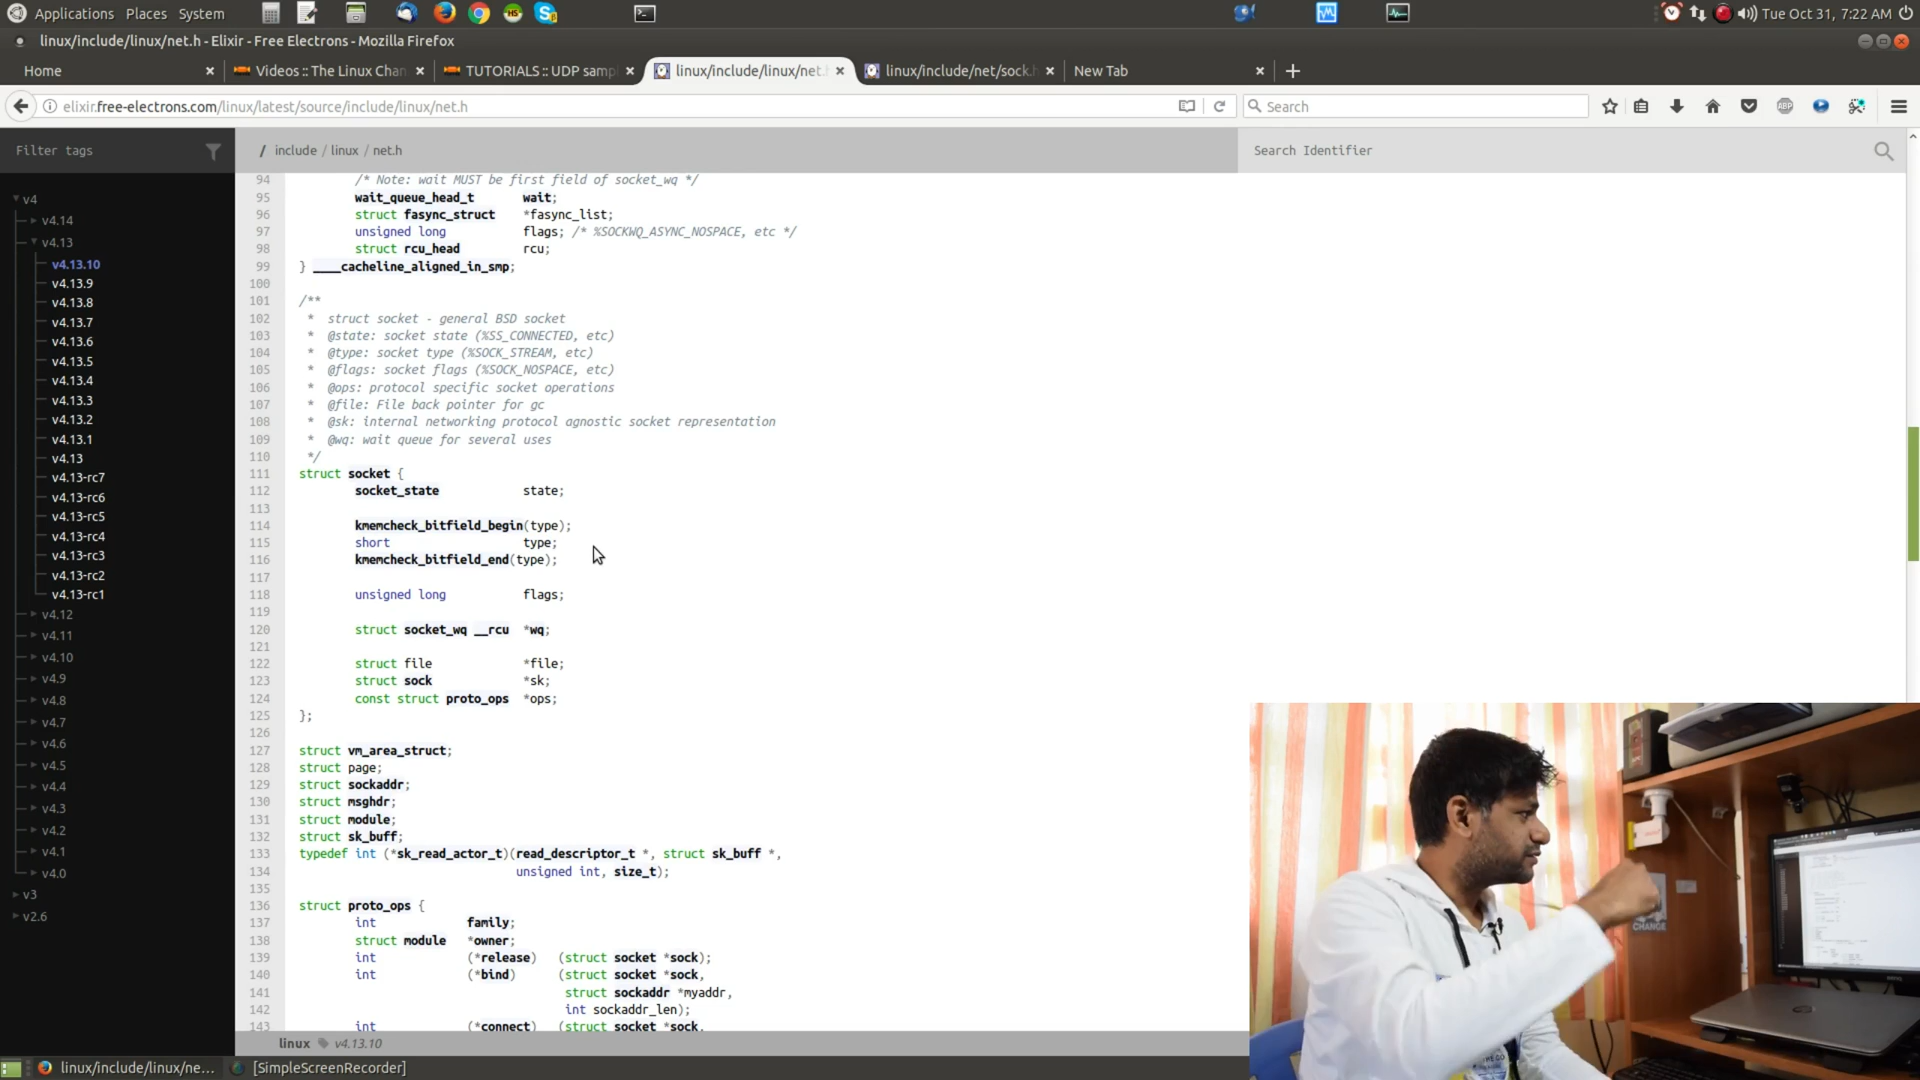 Applications Places System
Tue Oct 31, 7:22 AM
linux/include/linux/net.h - Elixir - Free Electrons - Mozilla Firefox
Home
Videos :: The Linux Chan
TUTORIALS :: UDP samp
linux/include/linux/net.
linux/include/net/sock.h
New Tab
elixir.free-electrons.com/linux/latest/source/include/linux/net.h
Search
ABP
Filter tags
/ include / linux / net.h
Search Identifier
v4
v4.14
v4.13
v4.13.10
v4.13.9
v4.13.8
v4.13.7
v4.13.6
v4.13.5
v4.13.4
v4.13.3
v4.13.2
v4.13.1
v4.13
v4.13-rc7
v4.13-rc6
v4.13-rc5
v4.13-rc4
v4.13-rc3
v4.13-rc2
v4.13-rc1
v4.12
v4.11
v4.10
v4.9
v4.8
v4.7
v4.6
v4.5
v4.4
v4.3
v4.2
v4.1
v4.0
v3
v2.6
94 /* Note: wait MUST be first field of socket_wq */
95 wait_queue_head_t wait;
96 struct fasync_struct *fasync_list;
97 unsigned long flags; /* %SOCKWQ_ASYNC_NOSPACE, etc */
98 struct rcu_head rcu;
99 } ____cacheline_aligned_in_smp;
100
101 /**
102 * struct socket - general BSD socket
103 * @state: socket state (%SS_CONNECTED, etc)
104 * @type: socket type (%SOCK_STREAM, etc)
105 * @flags: socket flags (%SOCK_NOSPACE, etc)
106 * @ops: protocol specific socket operations
107 * @file: File back pointer for gc
108 * @sk: internal networking protocol agnostic socket representation
109 * @wq: wait queue for several uses
110 */
111 struct socket {
112 socket_state state;
113
114 kmemcheck_bitfield_begin(type);
115 short type;
116 kmemcheck_bitfield_end(type);
117
118 unsigned long flags;
119
120 struct socket_wq __rcu *wq;
121
122 struct file *file;
123 struct sock *sk;
124 const struct proto_ops *ops;
125 };
126
127 struct vm_area_struct;
128 struct page;
129 struct sockaddr;
130 struct msghdr;
131 struct module;
132 struct sk_buff;
133 typedef int (*sk_read_actor_t)(read_descriptor_t *, struct sk_buff *,
134 unsigned int, size_t);
135
136 struct proto_ops {
137 int family;
138 struct module *owner;
139 int (*release) (struct socket *sock);
140 int (*bind) (struct socket *sock,
141 struct sockaddr *myaddr,
142 int sockaddr_len);
143 int (*connect) (struct socket *sock,
linux v4.13.10
CHANGE
linux/include/linux/ne...
[SimpleScreenRecorder]